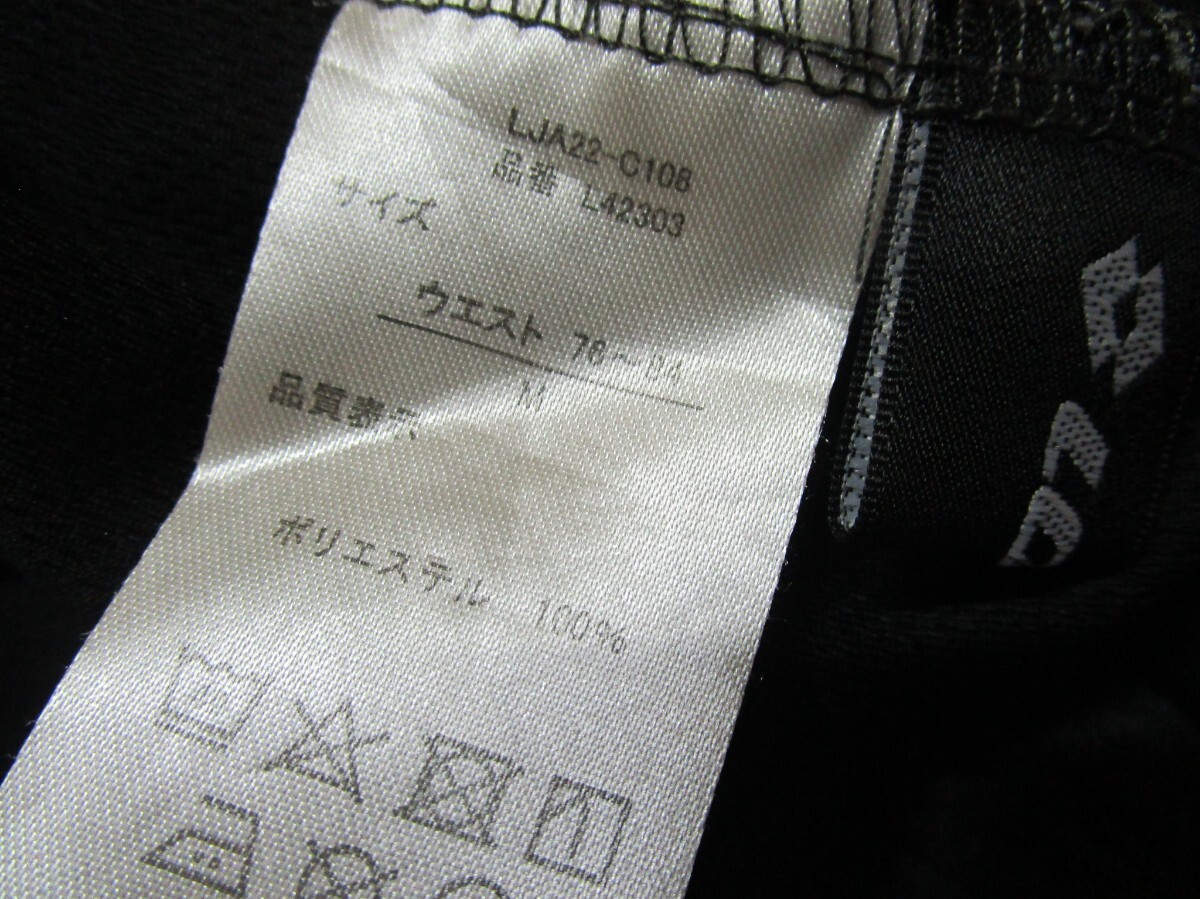 LJA22-C108
品番 L42303
サイズ
ウエスト 76～84
M
品質表示
ポリエステル 100%